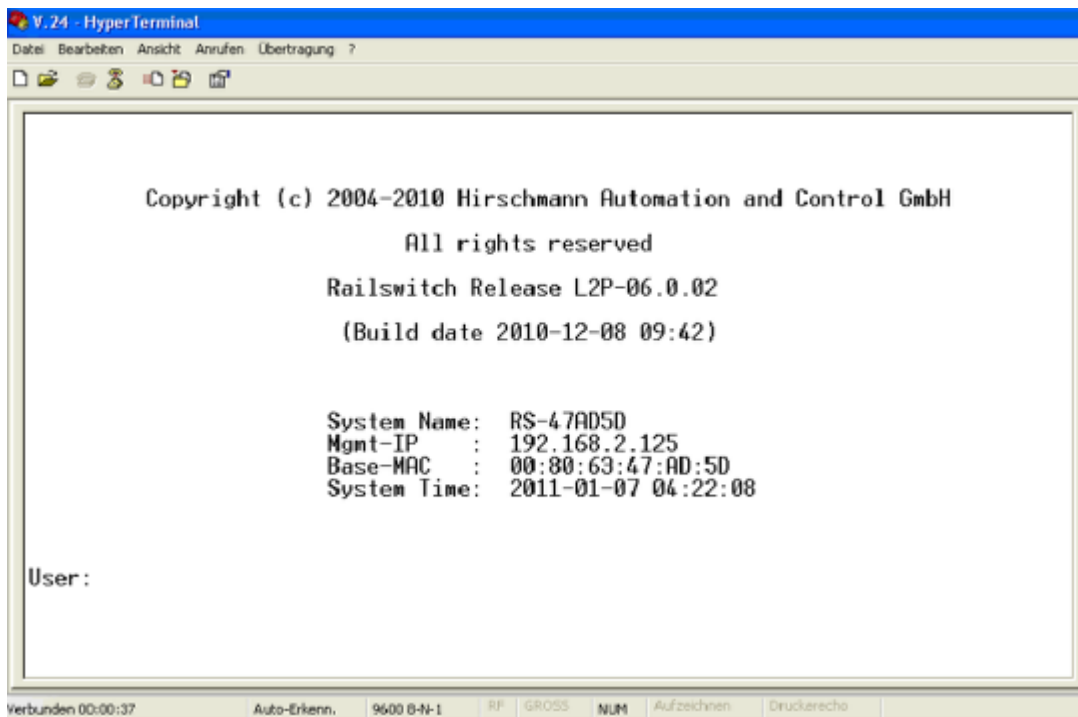 V.24 - HyperTerminal
Datei Bearbeiten Ansicht Anrufen Übertragung ?
Copyright (c) 2004-2010 Hirschmann Automation and Control GmbH
All rights reserved
Railswitch Release L2P-06.0.02
(Build date 2010-12-08 09:42)
System Name: RS-47AD5D
Mgmt-IP : 192.168.2.125
Base-MAC : 00:80:63:47:AD:5D
System Time: 2011-01-07 04:22:08
User:
Verbunden 00:00:37 Auto-Erkenn. 9600 8-N-1 RF GROSS NUM Aufzeichnen Druckerecho